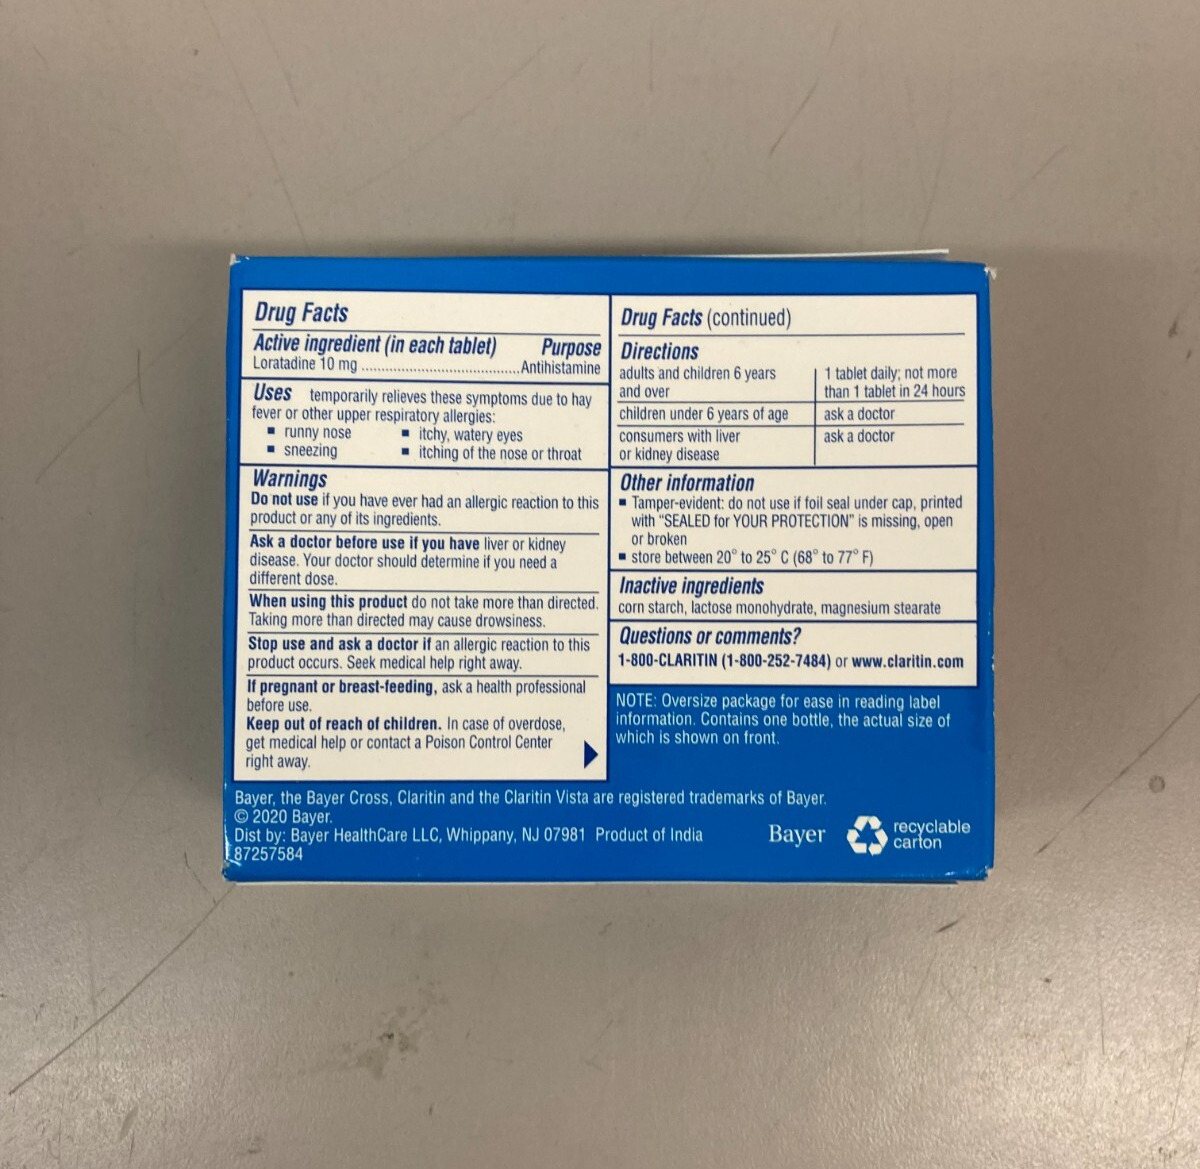 Drug Facts
Active ingredient (in each tablet) Purpose
Loratadine 10 mg ....................................... Antihistamine
Uses temporarily relieves these symptoms due to hay
fever or other upper respiratory allergies:
■ runny nose ■ itchy, watery eyes
■ sneezing ■ itching of the nose or throat
Warnings
Do not use if you have ever had an allergic reaction to this
product or any of its ingredients.
Ask a doctor before use if you have liver or kidney
disease. Your doctor should determine if you need a
different dose.
When using this product do not take more than directed.
Taking more than directed may cause drowsiness.
Stop use and ask a doctor if an allergic reaction to this
product occurs. Seek medical help right away.
If pregnant or breast-feeding, ask a health professional
before use.
Keep out of reach of children. In case of overdose,
get medical help or contact a Poison Control Center
right away.
Drug Facts (continued)
Directions
adults and children 6 years 1 tablet daily; not more
and over than 1 tablet in 24 hours
children under 6 years of age ask a doctor
consumers with liver ask a doctor
or kidney disease
Other information
■ Tamper-evident: do not use if foil seal under cap, printed
with "SEALED for YOUR PROTECTION" is missing, open
or broken
■ store between 20° to 25° C (68° to 77° F)
Inactive ingredients
corn starch, lactose monohydrate, magnesium stearate
Questions or comments?
1-800-CLARITIN (1-800-252-7484) or www.claritin.com
NOTE: Oversize package for ease in reading label
information. Contains one bottle, the actual size of
which is shown on front.
Bayer, the Bayer Cross, Claritin and the Claritin Vista are registered trademarks of Bayer.
© 2020 Bayer.
Dist by: Bayer HealthCare LLC, Whippany, NJ 07981 Product of India
87257584
Bayer
recyclable
carton